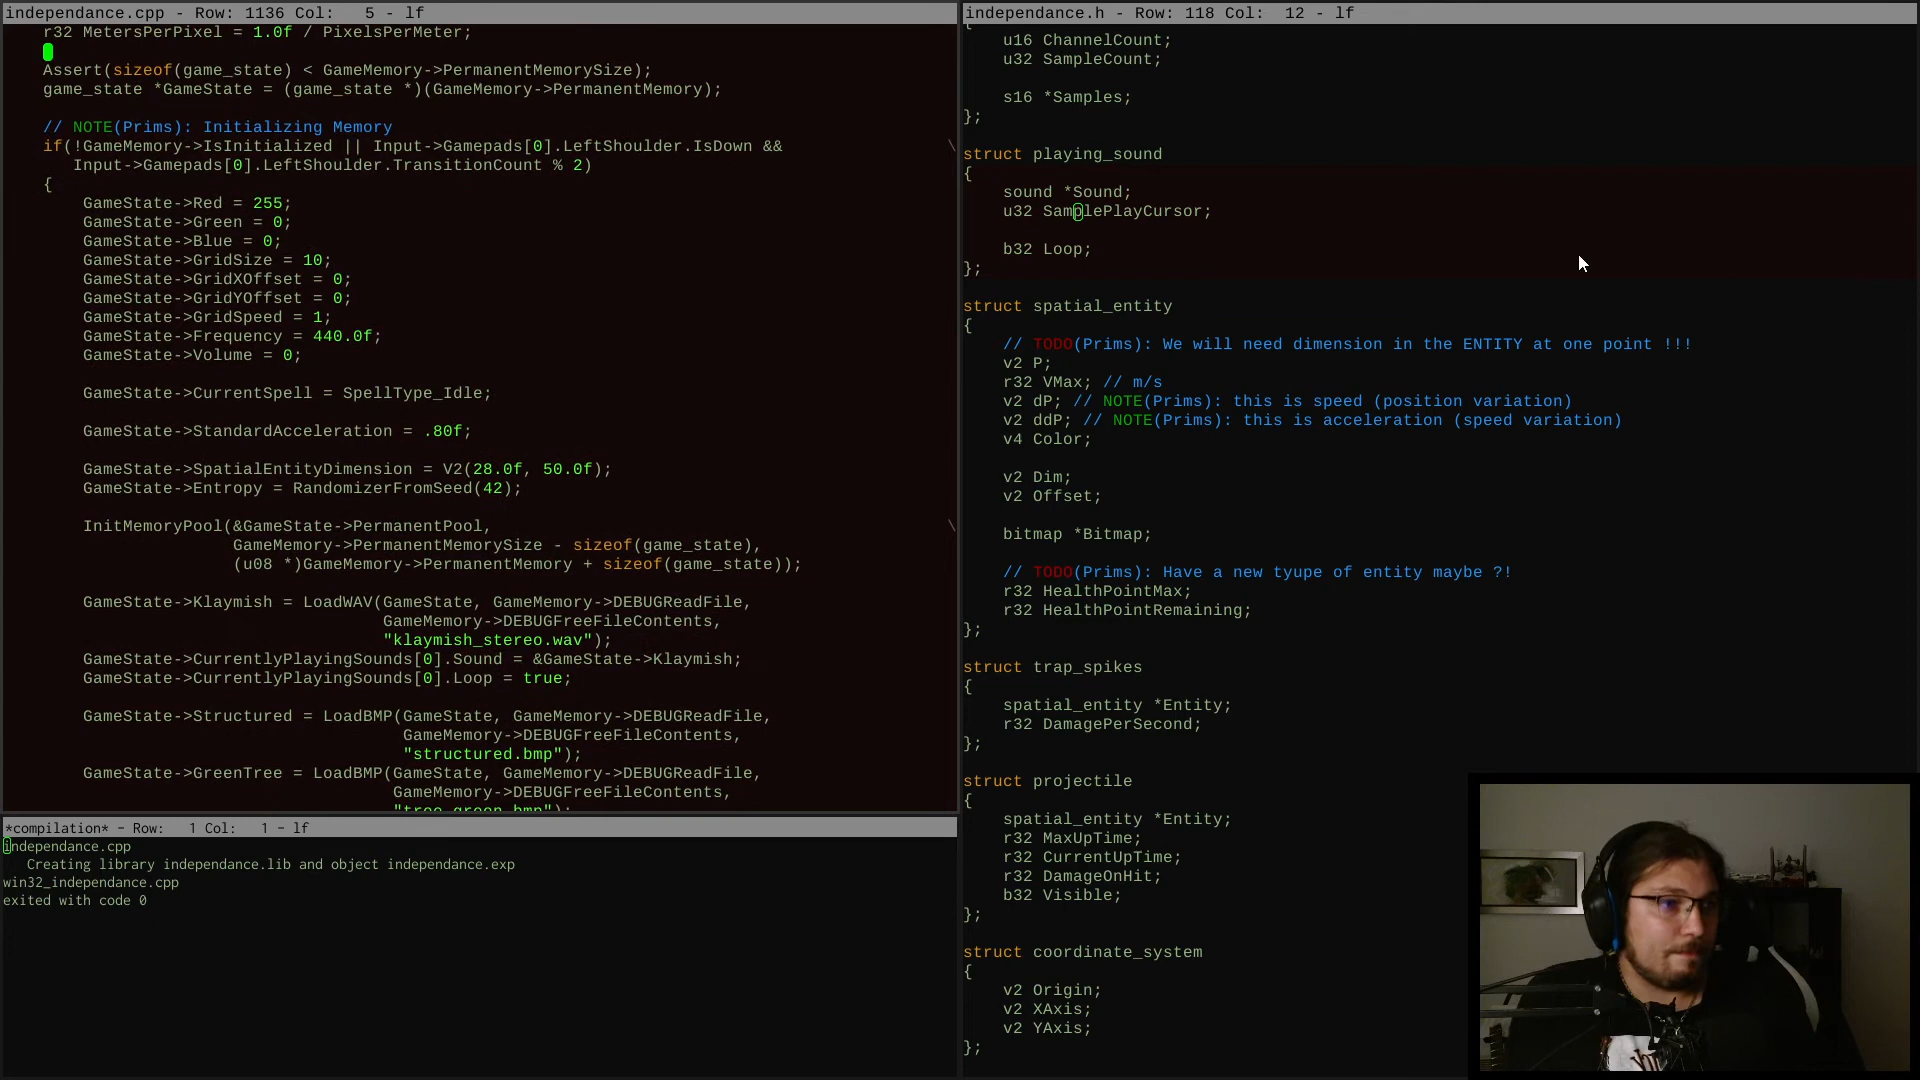 independance.cpp - Row: 1136 Col:   5 - lf
r32 MetersPerPixel = 1.0f / PixelsPerMeter;
Assert(sizeof(game_state) < GameMemory->PermanentMemorySize);
game_state *GameState = (game_state *)(GameMemory->PermanentMemory);
// NOTE(Prims): Initializing Memory
if(!GameMemory->IsInitialized || Input->Gamepads[0].LeftShoulder.IsDown && \
Input->Gamepads[0].LeftShoulder.TransitionCount % 2)
{
GameState->Red = 255;
GameState->Green = 0;
GameState->Blue = 0;
GameState->GridSize = 10;
GameState->GridXOffset = 0;
GameState->GridYOffset = 0;
GameState->GridSpeed = 1;
GameState->Frequency = 440.0f;
GameState->Volume = 0;
GameState->CurrentSpell = SpellType_Idle;
GameState->StandardAcceleration = .80f;
GameState->SpatialEntityDimension = V2(28.0f, 50.0f);
GameState->Entropy = RandomizerFromSeed(42);
InitMemoryPool(&GameState->PermanentPool, \
GameMemory->PermanentMemorySize - sizeof(game_state),
(u08 *)GameMemory->PermanentMemory + sizeof(game_state));
GameState->Klaymish = LoadWAV(GameState, GameMemory->DEBUGReadFile,
GameMemory->DEBUGFreeFileContents,
"klaymish_stereo.wav");
GameState->CurrentlyPlayingSounds[0].Sound = &GameState->Klaymish;
GameState->CurrentlyPlayingSounds[0].Loop = true;
GameState->Structured = LoadBMP(GameState, GameMemory->DEBUGReadFile,
GameMemory->DEBUGFreeFileContents,
"structured.bmp");
GameState->GreenTree = LoadBMP(GameState, GameMemory->DEBUGReadFile,
GameMemory->DEBUGFreeFileContents,
"tree_green.bmp");
*compilation* - Row:   1 Col:   1 - lf
independance.cpp
Creating library independance.lib and object independance.exp
win32_independance.cpp
exited with code 0
independance.h - Row: 118 Col:  12 - lf
{
u16 ChannelCount;
u32 SampleCount;
s16 *Samples;
};
struct playing_sound
{
sound *Sound;
u32 SamplePlayCursor;
b32 Loop;
};
struct spatial_entity
{
// TODO(Prims): We will need dimension in the ENTITY at one point !!!
v2 P;
r32 VMax; // m/s
v2 dP; // NOTE(Prims): this is speed (position variation)
v2 ddP; // NOTE(Prims): this is acceleration (speed variation)
v4 Color;
v2 Dim;
v2 Offset;
bitmap *Bitmap;
// TODO(Prims): Have a new tyupe of entity maybe ?!
r32 HealthPointMax;
r32 HealthPointRemaining;
};
struct trap_spikes
{
spatial_entity *Entity;
r32 DamagePerSecond;
};
struct projectile
{
spatial_entity *Entity;
r32 MaxUpTime;
r32 CurrentUpTime;
r32 DamageOnHit;
b32 Visible;
};
struct coordinate_system
{
v2 Origin;
v2 XAxis;
v2 YAxis;
};